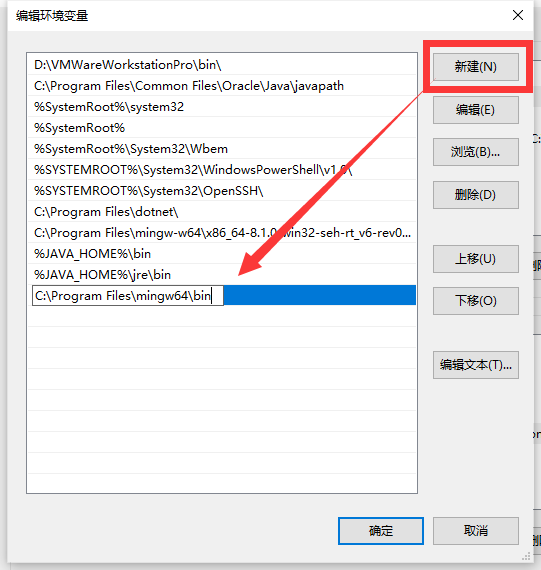 编辑环境变量
D:\VMWareWorkstationPro\bin\
新建(N)
C:\Program Files\Common Files\Oracle\Java\javapath
%SystemRoot%\system32
编辑(E)
%SystemRoot%
%SystemRoot%\System32\Wbem
浏览(B)...
%SYSTEMROOT%\System32\WindowsPowerShell\v1.0\
%SYSTEMROOT%\System32\OpenSSH\
删除(D)
C:\Program Files\dotnet\
C:\Program Files\mingw-w64\x86_64-8.1.0-win32-seh-rt_v6-rev0...
%JAVA_HOME%\bin
上移(U)
%JAVA_HOME%\jre\bin
C:\Program Files\mingw64\bin
下移(O)
编辑文本(T)...
确定
取消